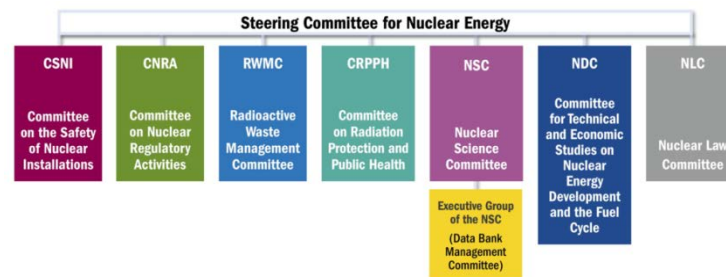 Steering Committee for Nuclear Energy
CSNI
Committee
on the Safety
of Nuclear
Installations
CNRA
Committee
on Nuclear
Regulatory
Activities
RWMC
Radioactive
Waste
Management
Committee
CRPPH
Committee
on Radiation
Protection and
Public Health
NSC
Nuclear
Science
Committee
Executive Group
of the NSC
(Data Bank
Management
Committee)
NDC
Committee
for Technical
and Economic
Studies on
Nuclear
Energy
Development
and the Fuel
Cycle
NLC
Nuclear Law
Committee